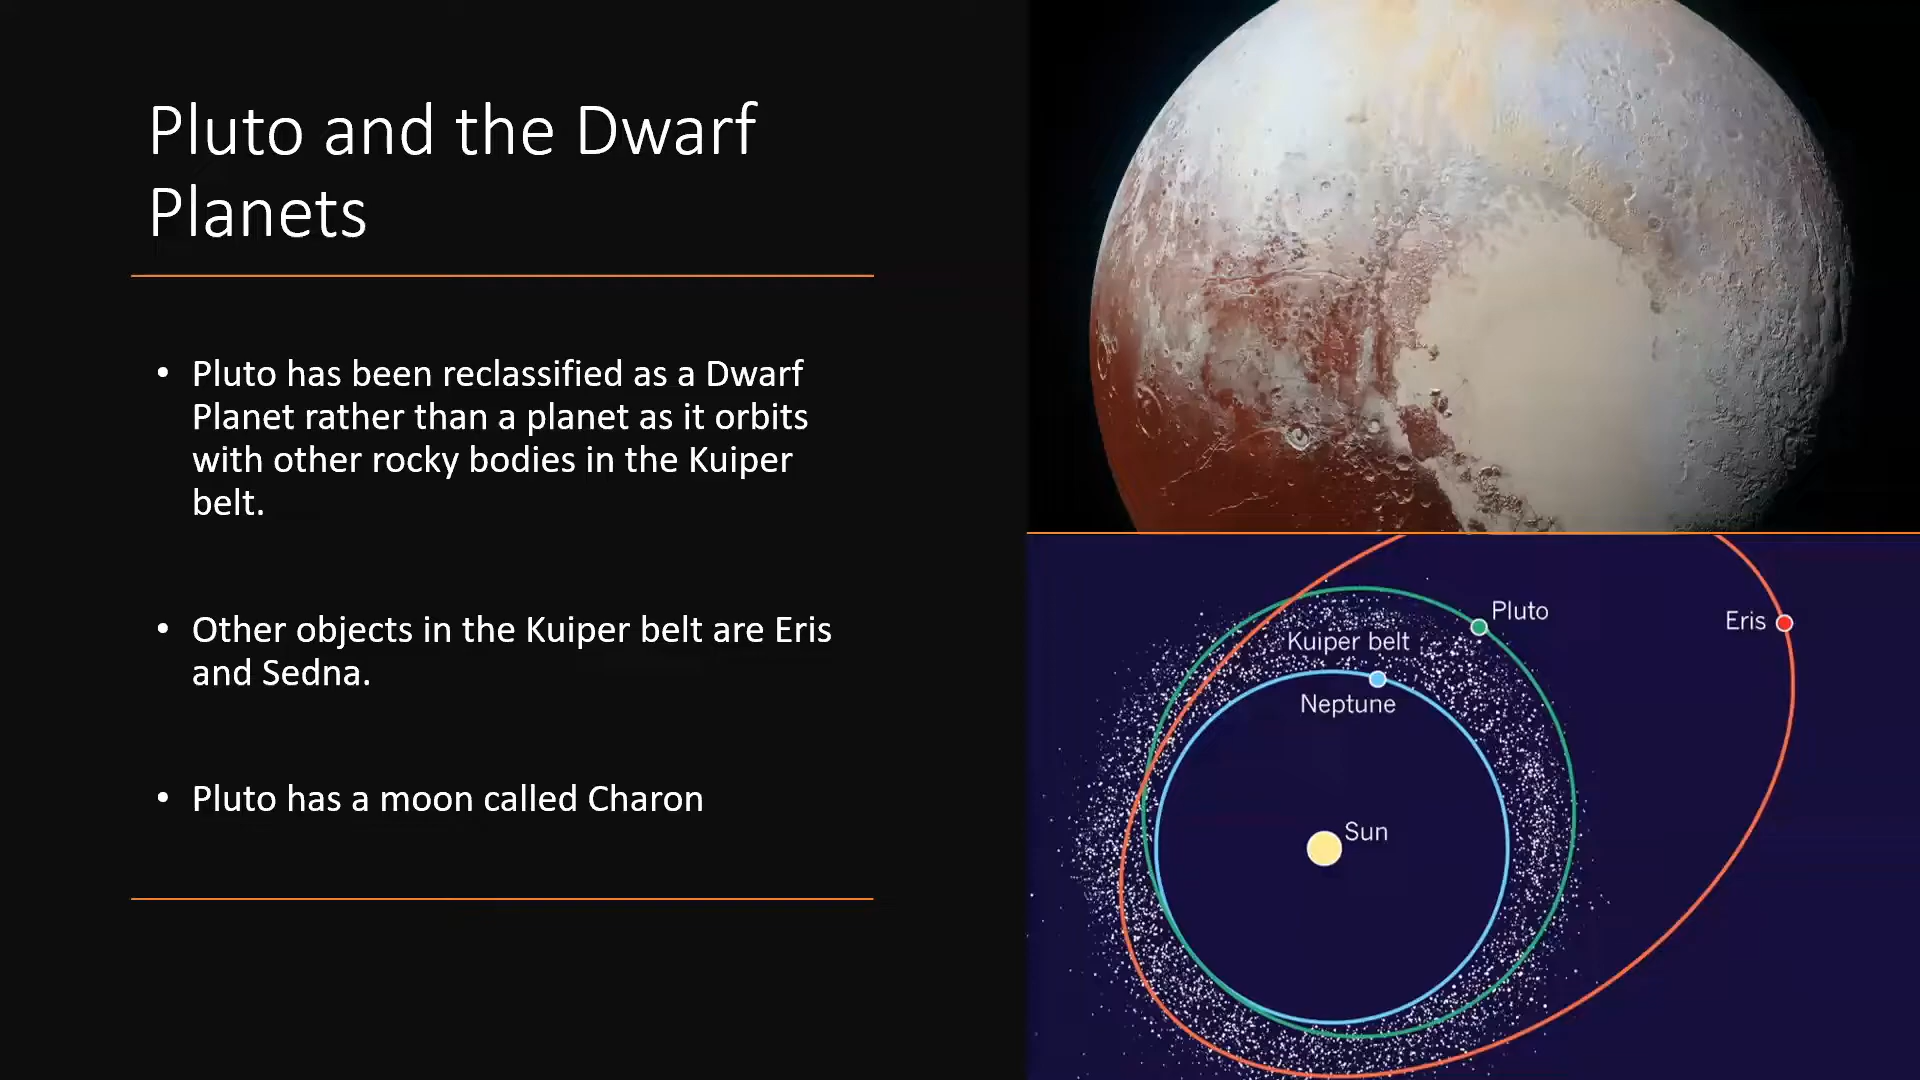 Pluto and the Dwarf
Planets
• Pluto has been reclassified as a Dwarf
Planet rather than a planet as it orbits
with other rocky bodies in the Kuiper
belt.
• Other objects in the Kuiper belt are Eris
and Sedna.
• Pluto has a moon called Charon
Pluto
Eris
Kuiper belt
Neptune
Sun